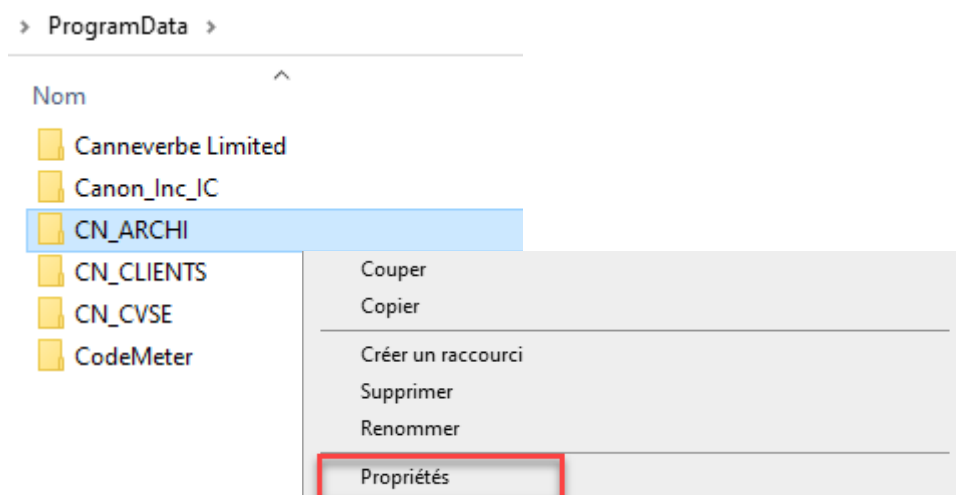 ProgramData
Nom
Canneverbe Limited
Canon_Inc_IC
CN_ARCHI
CN_CLIENTS
CN_CVSE
CodeMeter
Couper
Copier
Créer un raccourci
Supprimer
Renommer
Propriétés